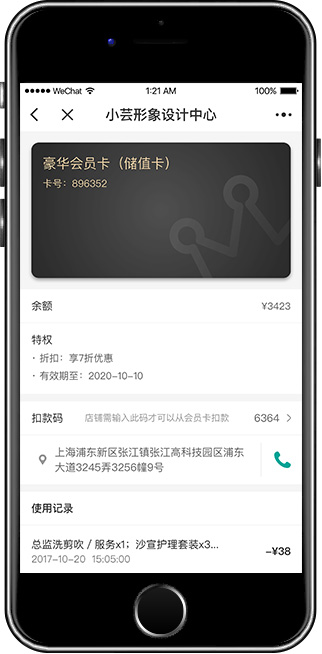 ●●●●● WeChat 1:21 AM 100%
小芸形象设计中心
豪华会员卡（储值卡）
卡号：896352
余额 ¥3423
特权
· 折扣：享7折优惠
· 有效期至：2020-10-10
扣款码 店铺需输入此码才可以从会员卡扣款 6364
上海浦东新区张江镇张江高科技园区浦东
大道3245弄3256幢9号
使用记录
总监洗剪吹 / 服务x1；沙宣护理套装x3...
-¥38
2017-10-20 15:05:00